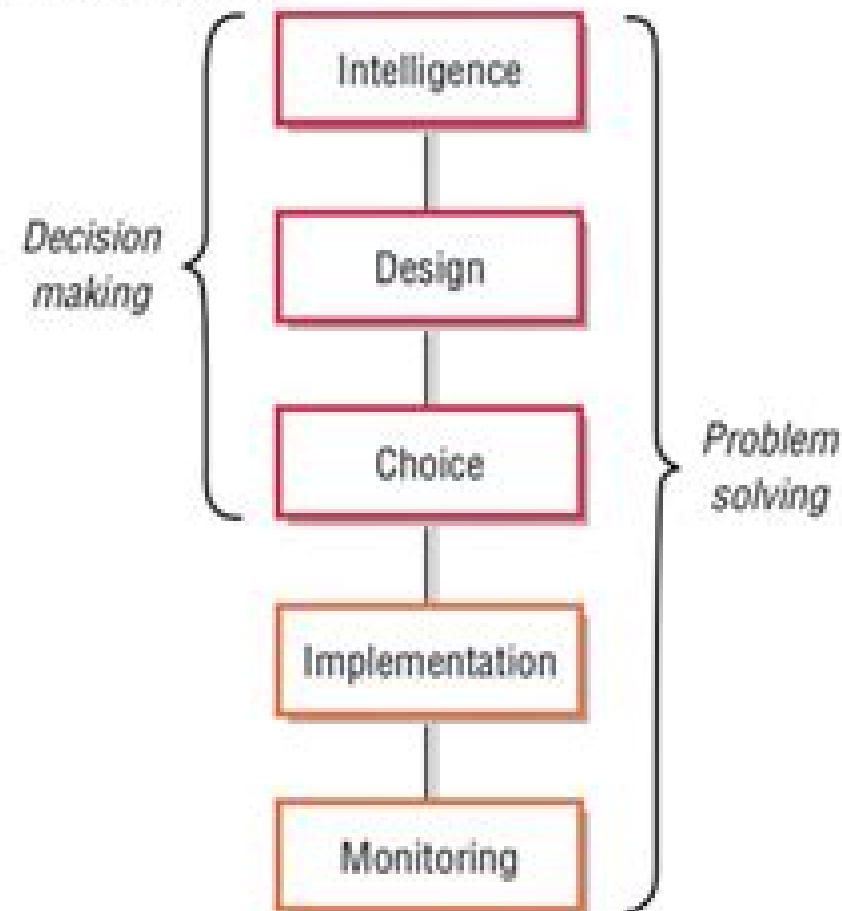 Intelligence
Decision
making
Design
Choice
Problem
solving
Implementation
Monitoring